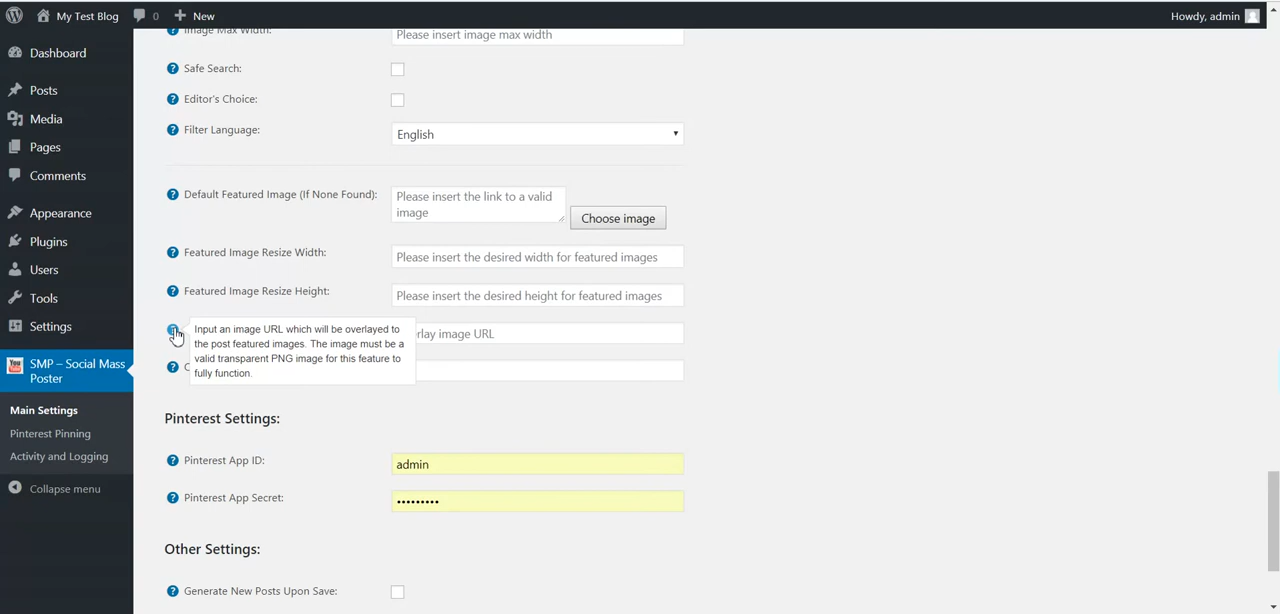 My Test Blog
0
New
Howdy, admin
Dashboard
Posts
Media
Pages
Comments
Appearance
Plugins
Users
Tools
Settings
You
SMP – Social Mass
Poster
Main Settings
Pinterest Pinning
Activity and Logging
Collapse menu
Image Max Width:
Please insert image max width
Safe Search:
Editor's Choice:
Filter Language:
English
Default Featured Image (If None Found):
Please insert the link to a valid
image
Choose image
Featured Image Resize Width:
Please insert the desired width for featured images
Featured Image Resize Height:
Please insert the desired height for featured images
Input an image URL which will be overlayed to
the post featured images. The image must be a
valid transparent PNG image for this feature to
fully function.
image URL
Pinterest Settings:
Pinterest App ID:
admin
Pinterest App Secret:
•••••••••
Other Settings:
Generate New Posts Upon Save: